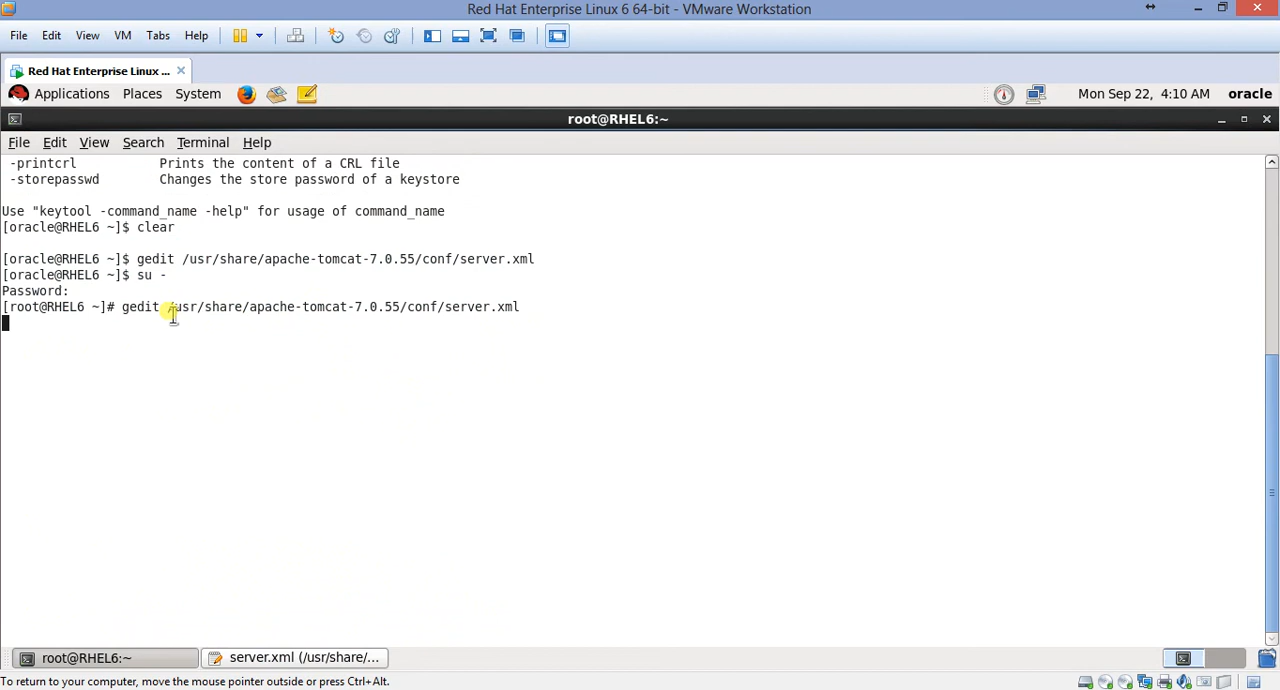 Red Hat Enterprise Linux 6 64-bit - VMware Workstation
File Edit View VM Tabs Help
Red Hat Enterprise Linux ...
Applications Places System Mon Sep 22, 4:10 AM oracle
root@RHEL6:~
File Edit View Search Terminal Help
-printcrl Prints the content of a CRL file
-storepasswd Changes the store password of a keystore
Use "keytool -command_name -help" for usage of command_name
[oracle@RHEL6 ~]$ clear
[oracle@RHEL6 ~]$ gedit /usr/share/apache-tomcat-7.0.55/conf/server.xml
[oracle@RHEL6 ~]$ su -
Password:
[root@RHEL6 ~]# gedit /usr/share/apache-tomcat-7.0.55/conf/server.xml
root@RHEL6:~ server.xml (/usr/share/...
To return to your computer, move the mouse pointer outside or press Ctrl+Alt.